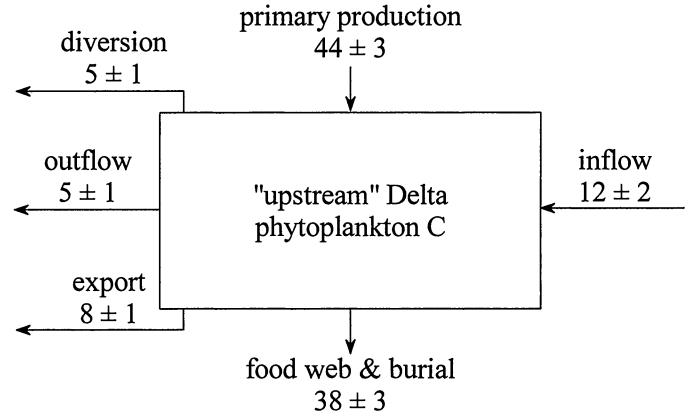 primary production
44 ± 3
diversion
5 ± 1
outflow
5 ± 1
"upstream" Delta
phytoplankton C
inflow
12 ± 2
export
8 ± 1
food web & burial
38 ± 3